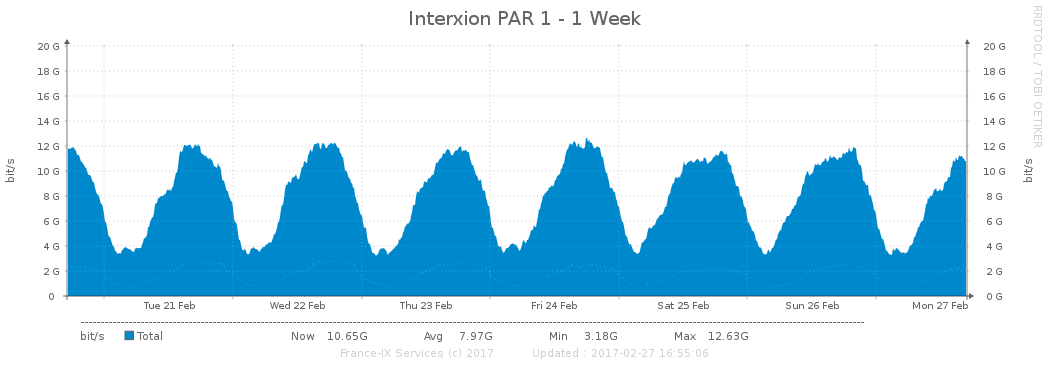 Interxion PAR 1 - 1 Week
RRDTOOL / TOBI OETIKER
bit/s
20 G 20 G
18 G 18 G
16 G 16 G
14 G 14 G
12 G 12 G
10 G 10 G
8 G 8 G
6 G 6 G
4 G 4 G
2 G 2 G
0 0 G
bit/s
Tue 21 Feb Wed 22 Feb Thu 23 Feb Fri 24 Feb Sat 25 Feb Sun 26 Feb Mon 27 Feb
bit/s Total Now 10.65G Avg 7.97G Min 3.18G Max 12.63G
France-IX Services (c) 2017 Updated : 2017-02-27 16:55:06